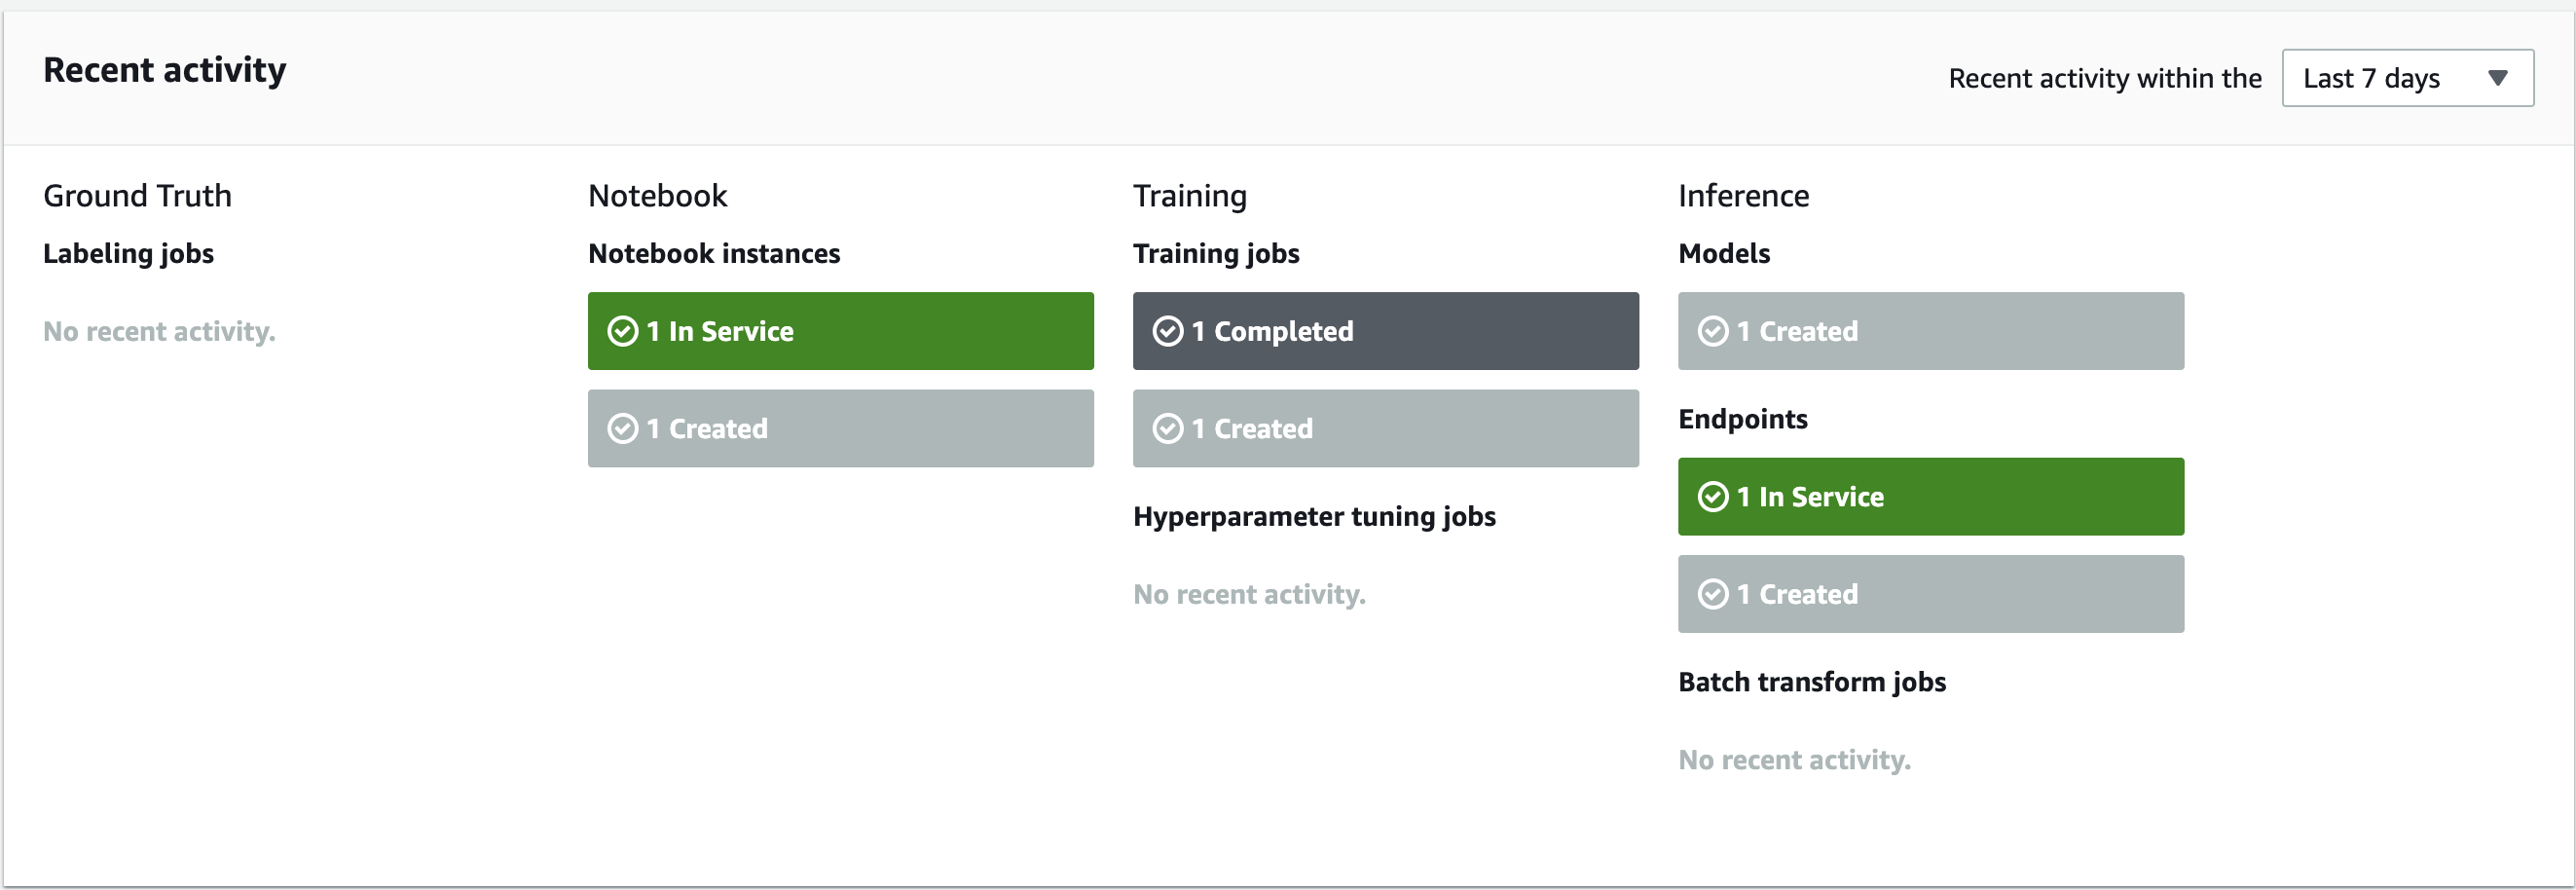 Recent activity
Recent activity within the Last 7 days
Ground Truth
Labeling jobs
No recent activity.
Notebook
Notebook instances
1 In Service
1 Created
Training
Training jobs
1 Completed
1 Created
Hyperparameter tuning jobs
No recent activity.
Inference
Models
1 Created
Endpoints
1 In Service
1 Created
Batch transform jobs
No recent activity.